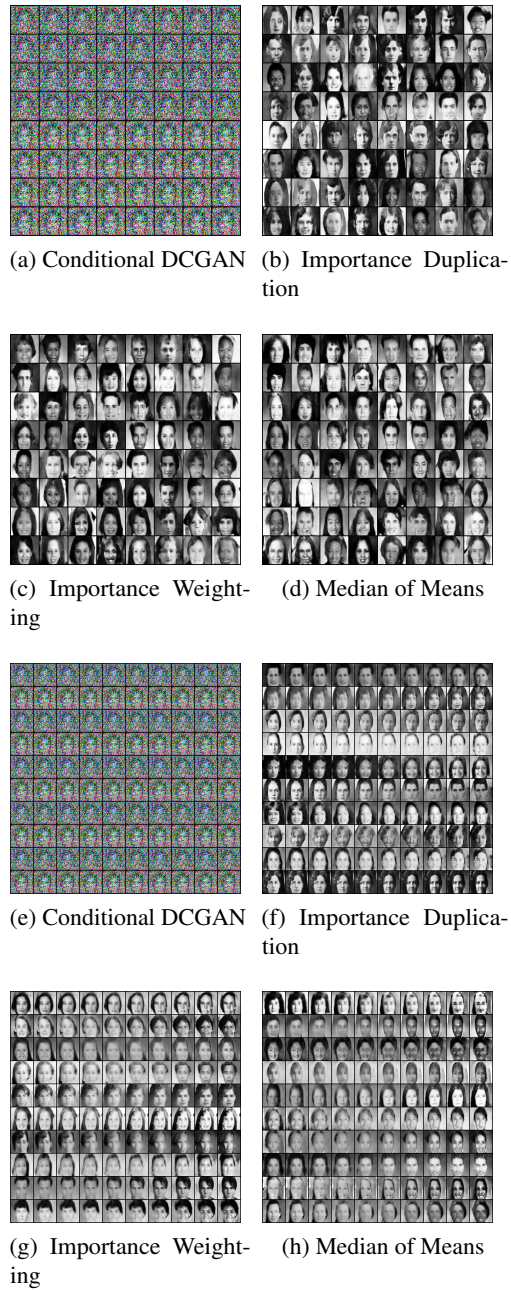 (a) Conditional DCGAN
(b) Importance Duplica-
tion
(c) Importance Weight-
ing
(d) Median of Means
(e) Conditional DCGAN
(f) Importance Duplica-
tion
(g) Importance Weight-
ing
(h) Median of Means